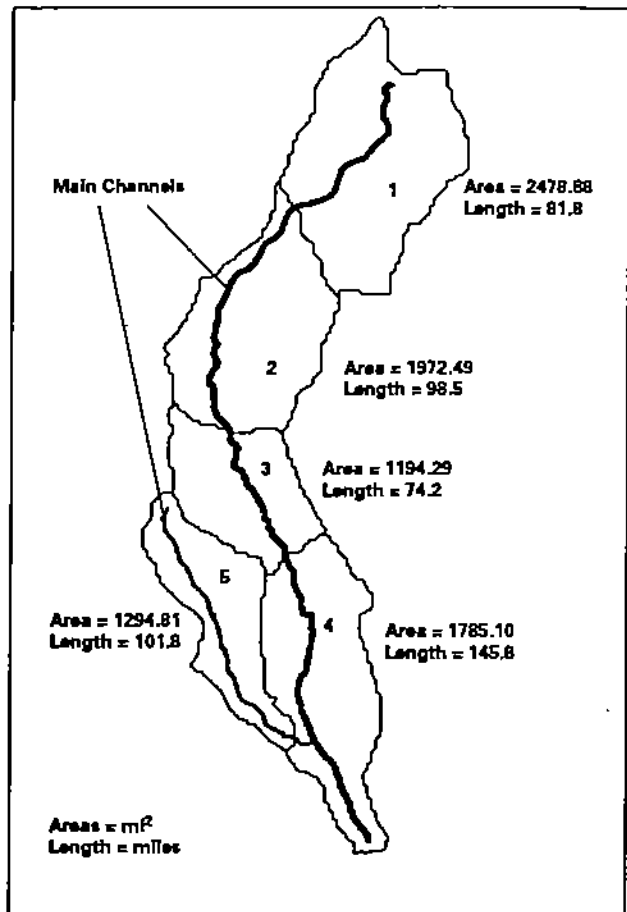 Main Channels
1
Area = 2478.68
Length = 81.8
2
Area = 1972.49
Length = 98.5
3
Area = 1194.29
Length = 74.2
5
Area = 1294.81
Length = 101.8
4
Area = 1785.10
Length = 145.8
Areas = mi²
Length = miles